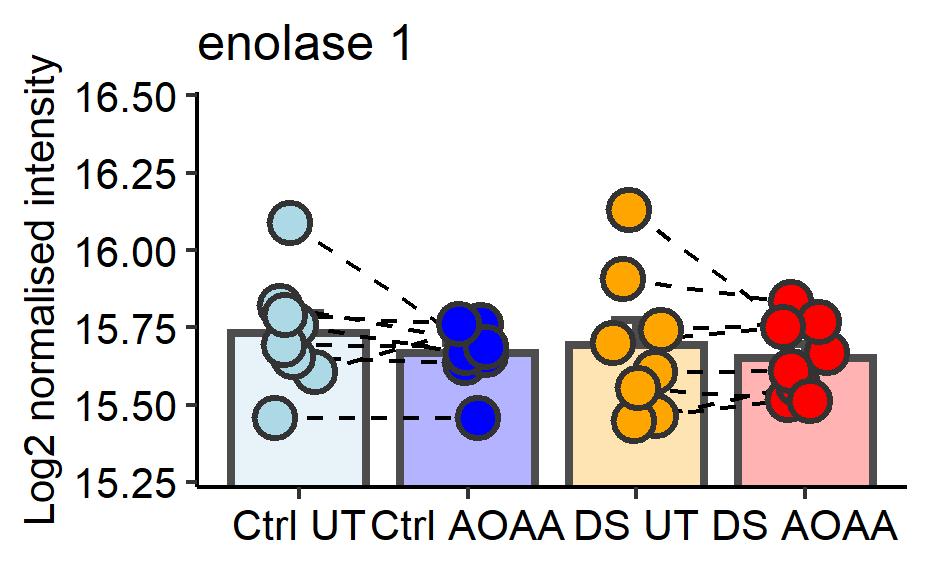 enolase 1
Log2 normalised intensity
16.50
16.25
16.00
15.75
15.50
15.25
Ctrl UT Ctrl AOAA DS UT DS AOAA